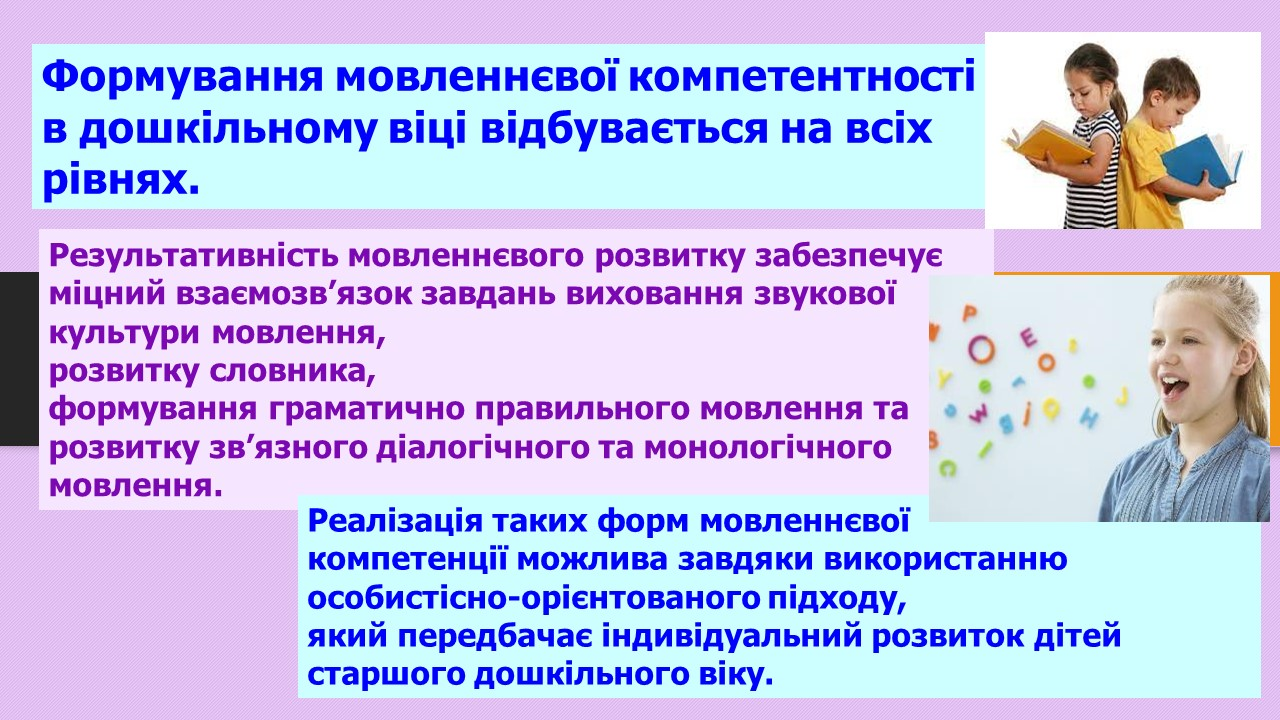 Формування мовленнєвої компетентності
в дошкільному віці відбувається на всіх
рівнях.
Результативність мовленнєвого розвитку забезпечує
міцний взаємозв’язок завдань виховання звукової
культури мовлення,
розвитку словника,
формування граматично правильного мовлення та
розвитку зв’язного діалогічного та монологічного
мовлення.
Реалізація таких форм мовленнєвої
компетенції можлива завдяки використанню
особистісно-орієнтованого підходу,
який передбачає індивідуальний розвиток дітей
старшого дошкільного віку.